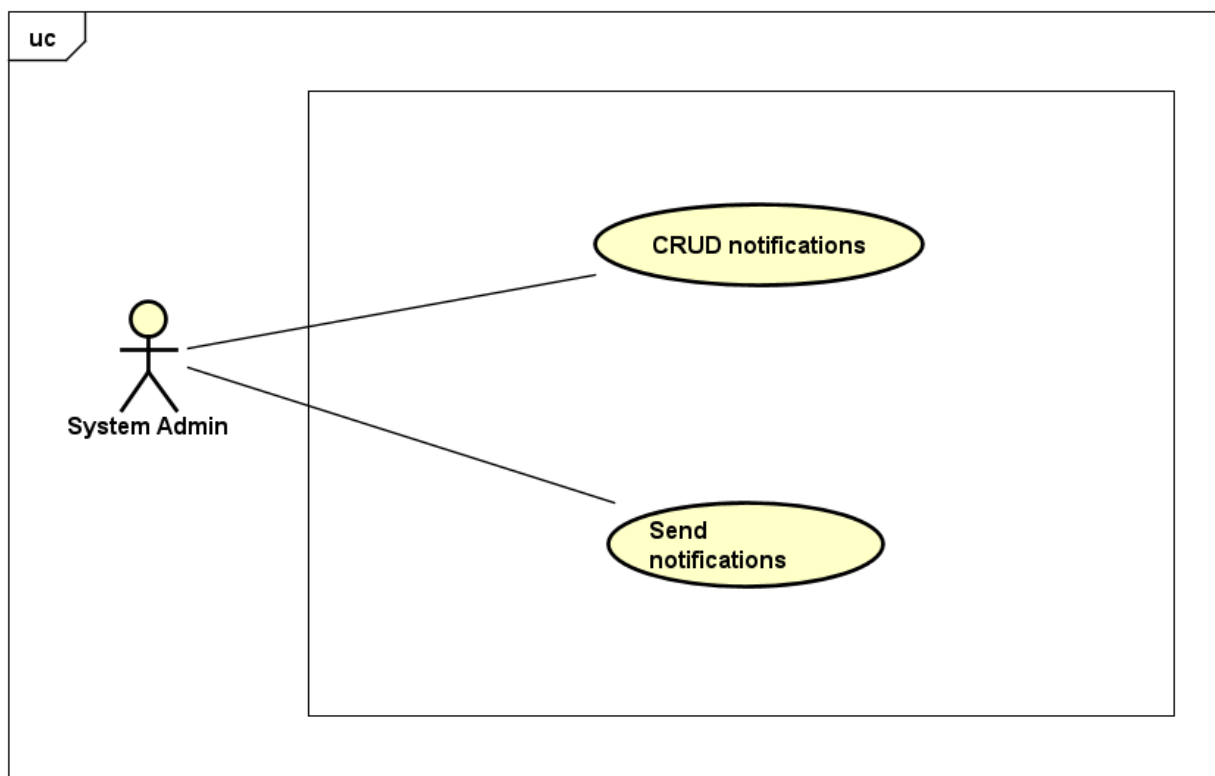 uc
CRUD notifications
System Admin
Send
notifications